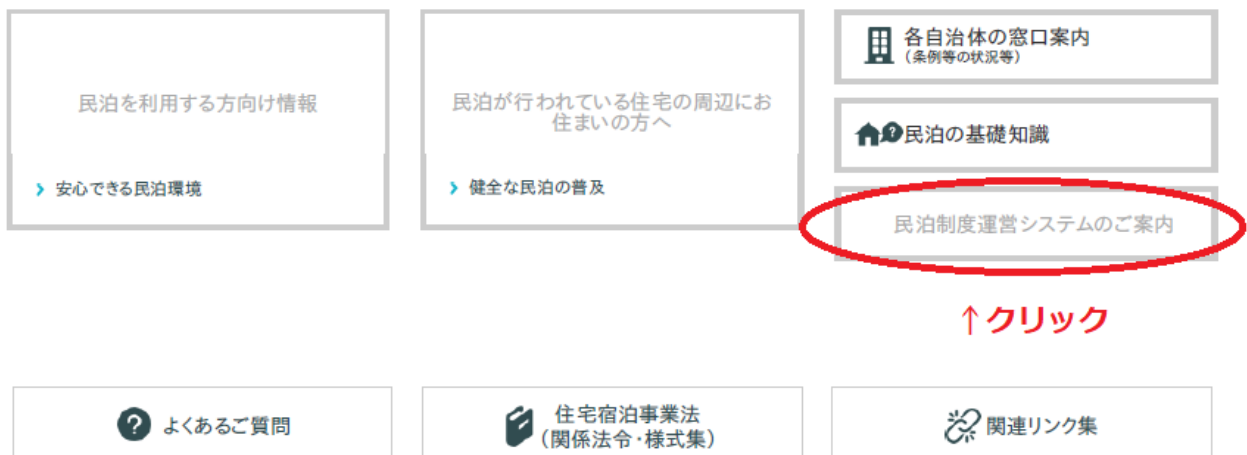 民泊を利用する方向け情報
安心できる民泊環境
民泊が行われている住宅の周辺にお
住まいの方へ
健全な民泊の普及
各自治体の窓口案内
（条例等の状況等）
民泊の基礎知識
民泊制度運営システムのご案内
↑クリック
よくあるご質問
住宅宿泊事業法
（関係法令・様式集）
関連リンク集